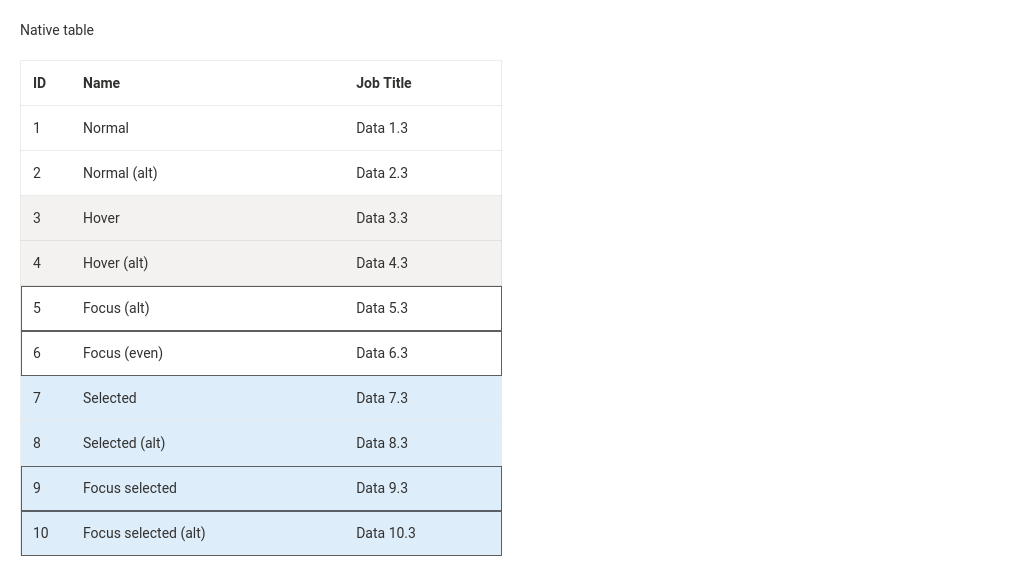 Native table
ID Name Job Title
1 Normal Data 1.3
2 Normal (alt) Data 2.3
3 Hover Data 3.3
4 Hover (alt) Data 4.3
5 Focus (alt) Data 5.3
6 Focus (even) Data 6.3
7 Selected Data 7.3
8 Selected (alt) Data 8.3
9 Focus selected Data 9.3
10 Focus selected (alt) Data 10.3